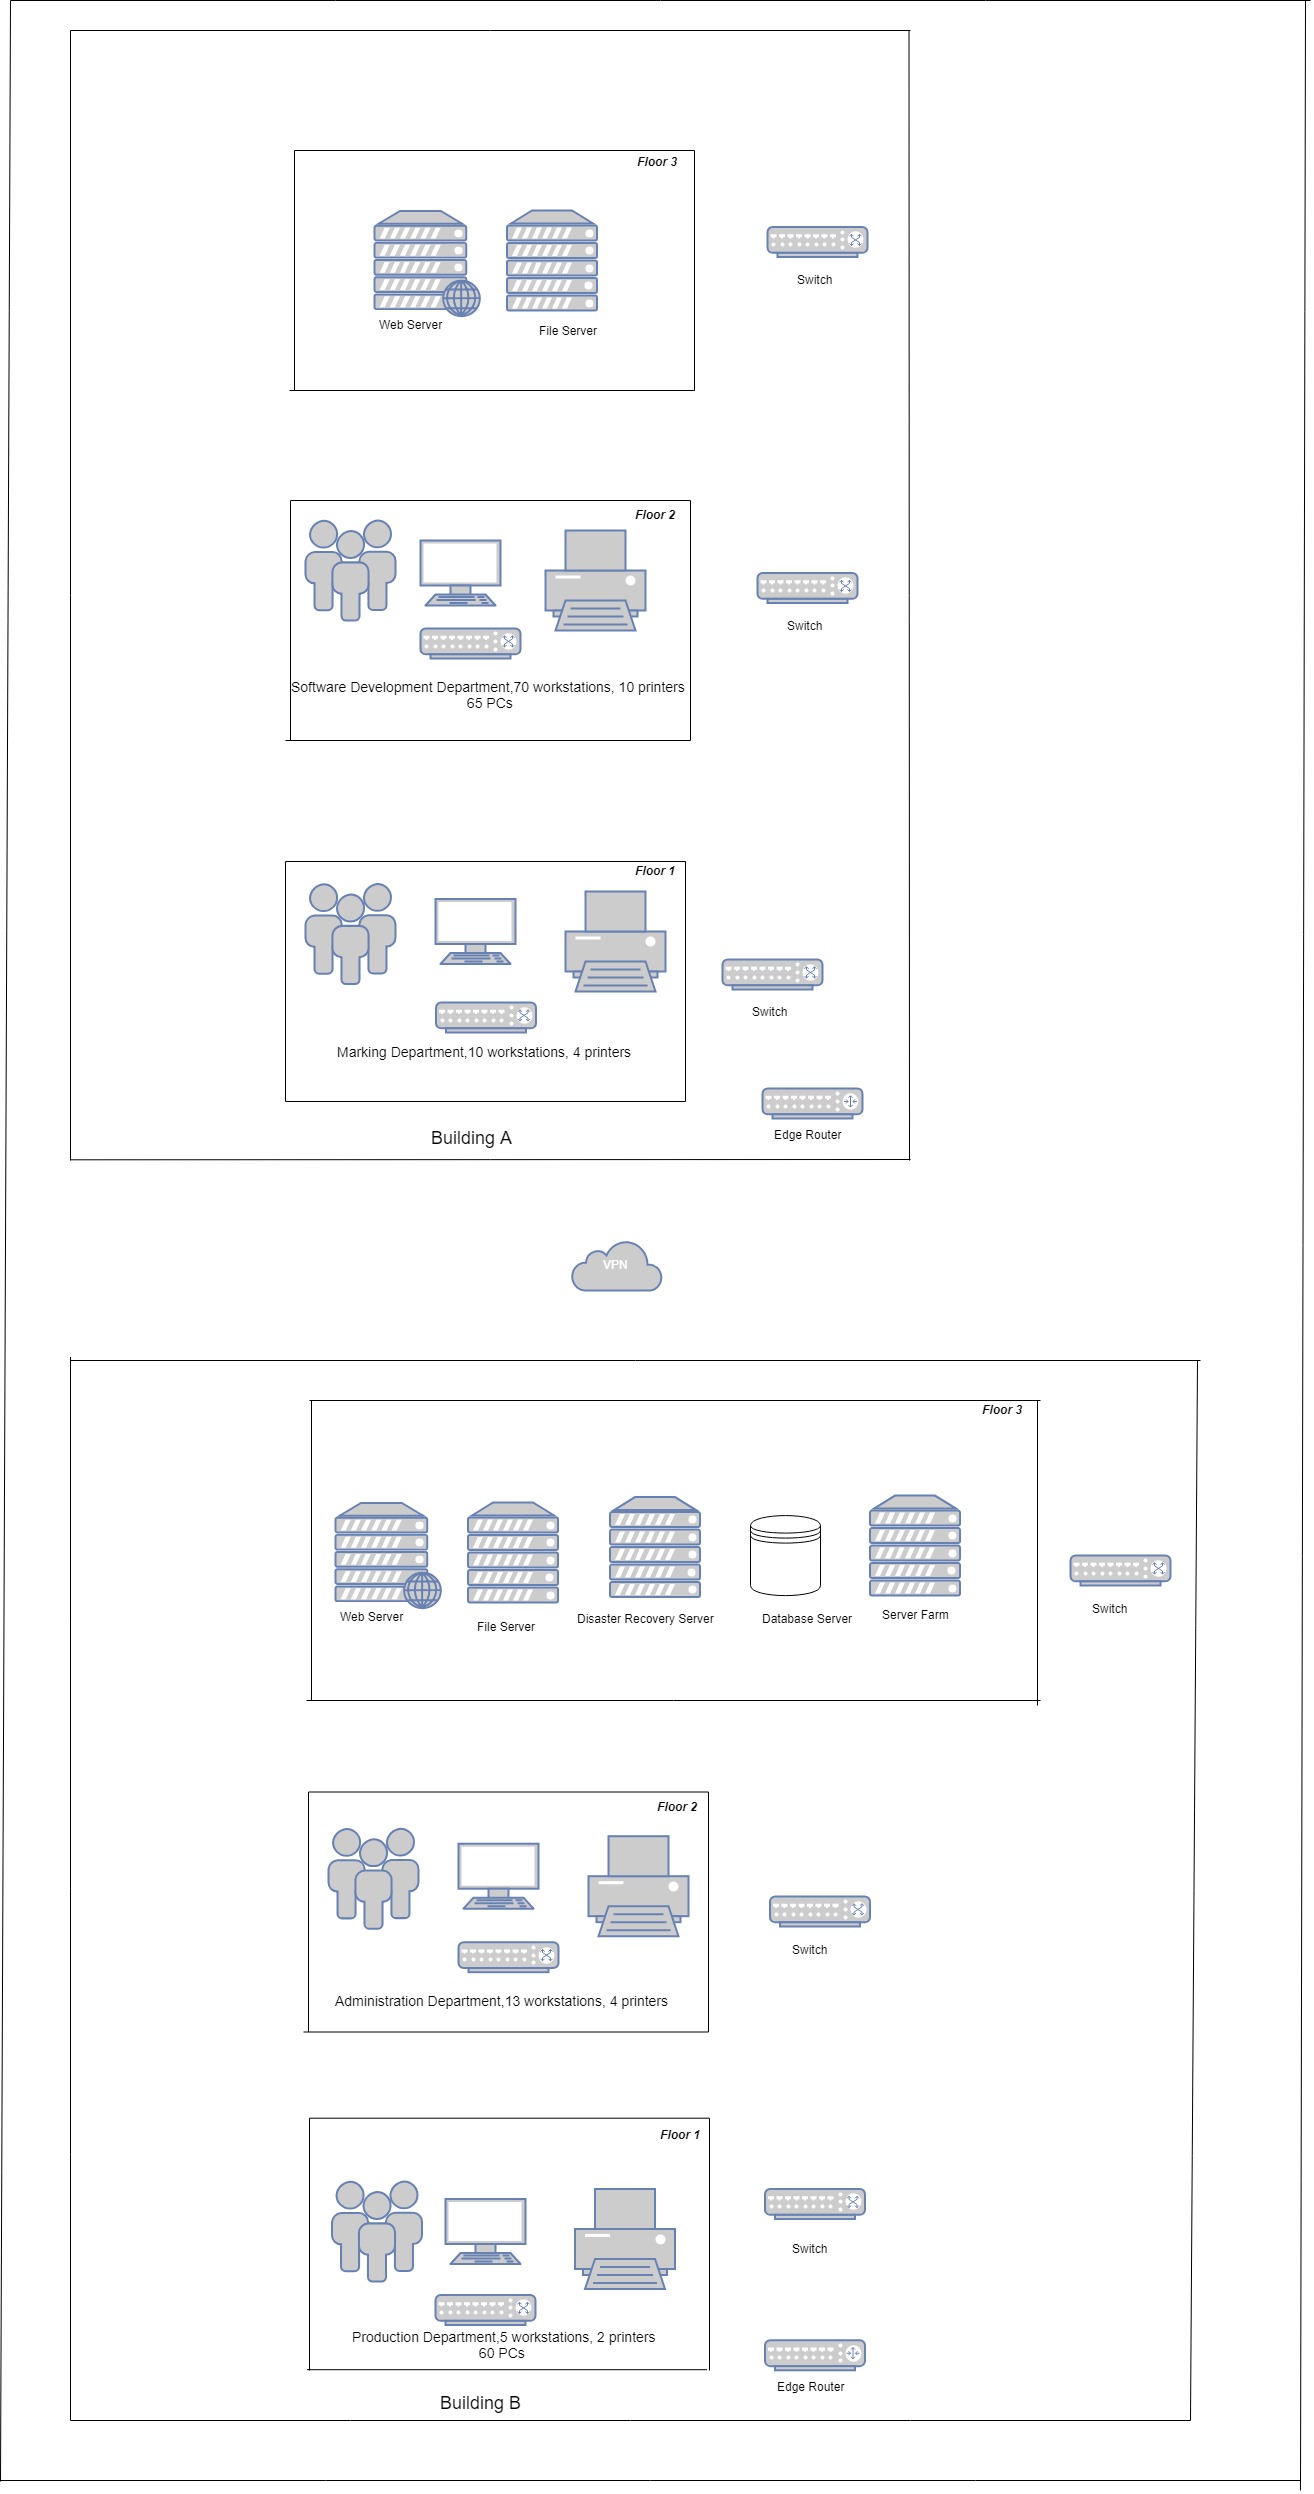 Floor 3
Web Server
File Server
Switch
Floor 2
Software Development Department,70 workstations, 10 printers
65 PCs
Switch
Floor 1
Marking Department,10 workstations, 4 printers
Switch
Edge Router
Building A
VPN
Floor 3
Web Server
File Server
Disaster Recovery Server
Database Server
Server Farm
Switch
Floor 2
Administration Department,13 workstations, 4 printers
Switch
Floor 1
Production Department,5 workstations, 2 printers
60 PCs
Switch
Edge Router
Building B